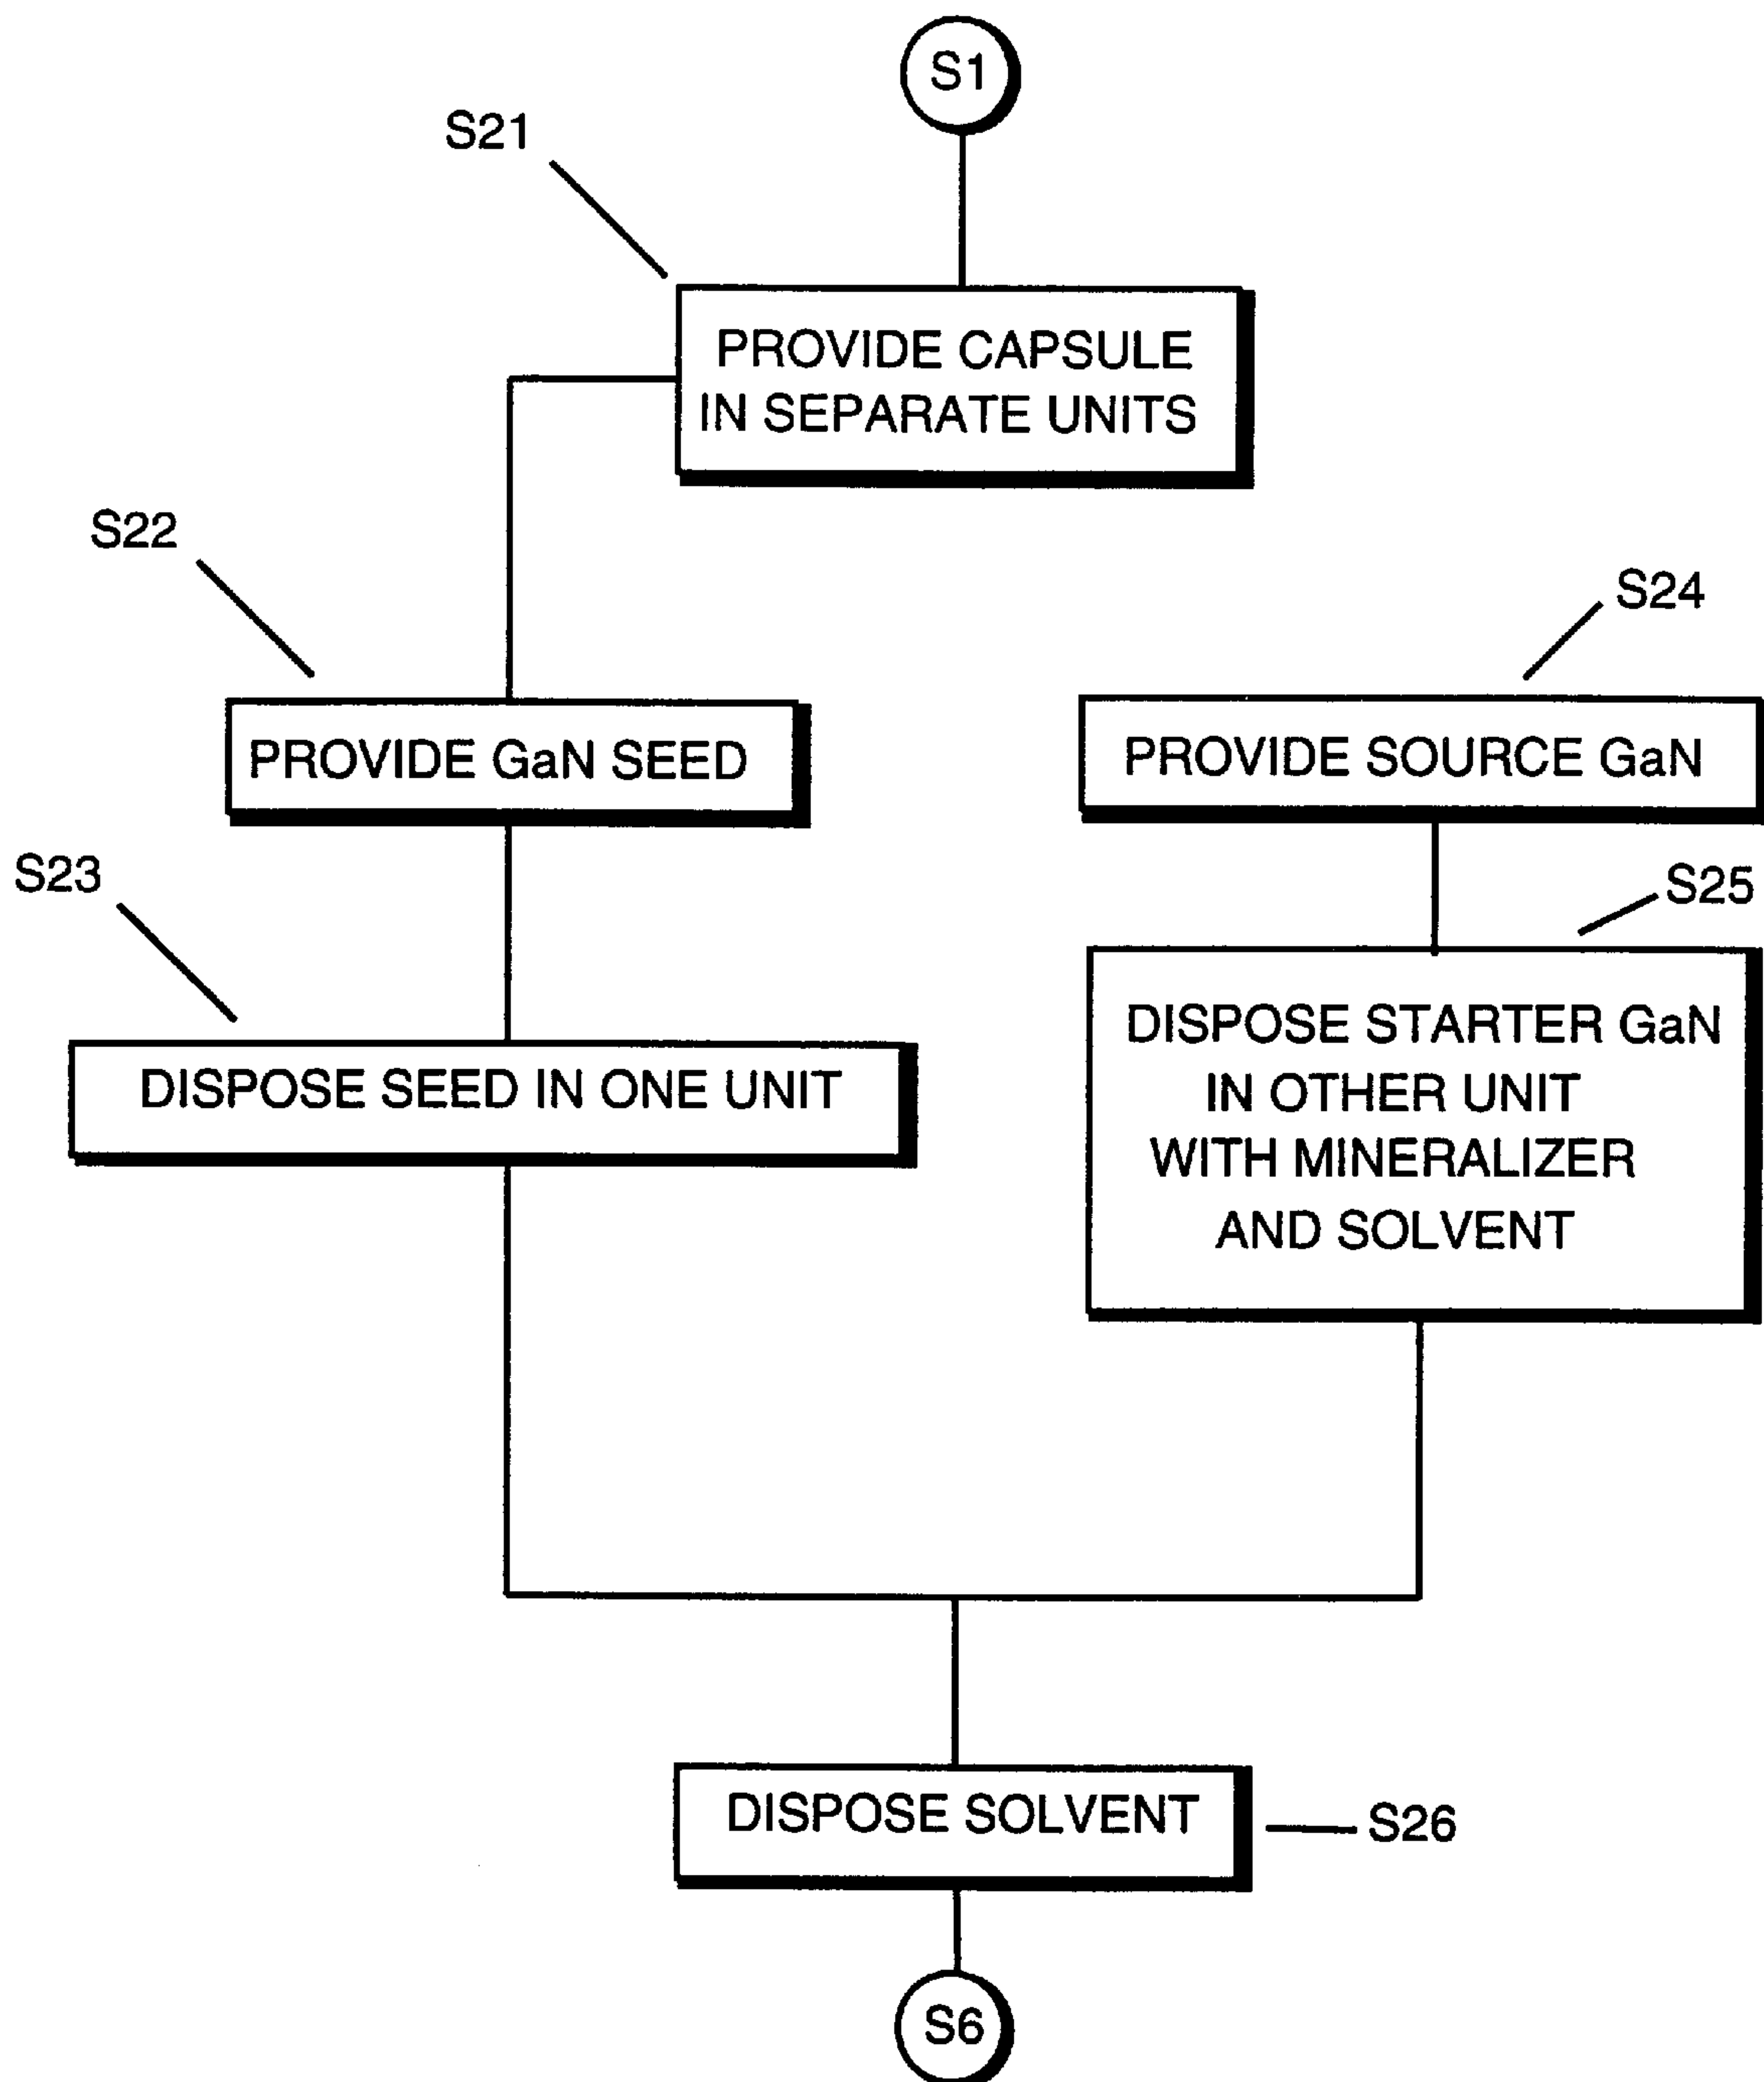 S1
S21
PROVIDE CAPSULE
IN SEPARATE UNITS
S22
PROVIDE GaN SEED
S24
PROVIDE SOURCE GaN
S23
DISPOSE SEED IN ONE UNIT
S25
DISPOSE STARTER GaN
IN OTHER UNIT
WITH MINERALIZER
AND SOLVENT
DISPOSE SOLVENT
S26
S6